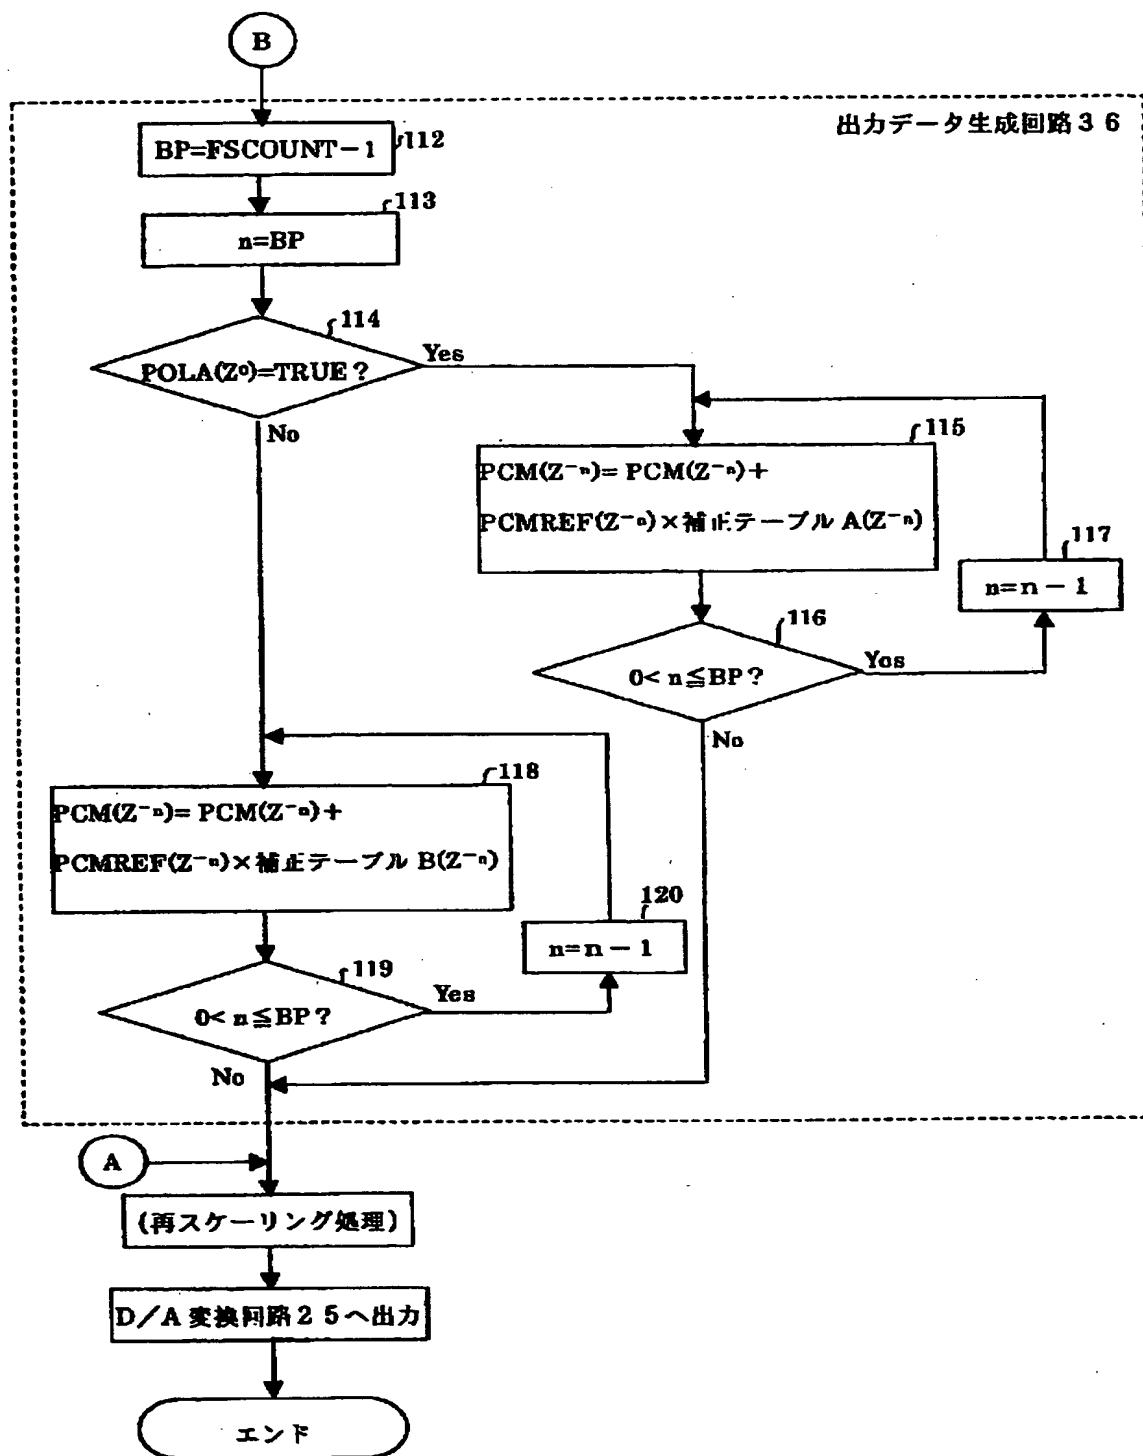 B
出力データ生成回路３６
BP=FSCOUNT−1
112
113
n=BP
114
POLA(Z⁰)=TRUE？
Yes
No
115
PCM(Z⁻ⁿ)= PCM(Z⁻ⁿ)＋
PCMREF(Z⁻ⁿ)×補正テーブル A(Z⁻ⁿ)
117
n=n−1
116
0< n≦BP？
Yes
No
118
PCM(Z⁻ⁿ)= PCM(Z⁻ⁿ)＋
PCMREF(Z⁻ⁿ)×補正テーブル B(Z⁻ⁿ)
120
n=n−1
119
0< n≦BP？
Yes
No
A
(再スケーリング処理)
D／A 変換回路２５へ出力
エンド